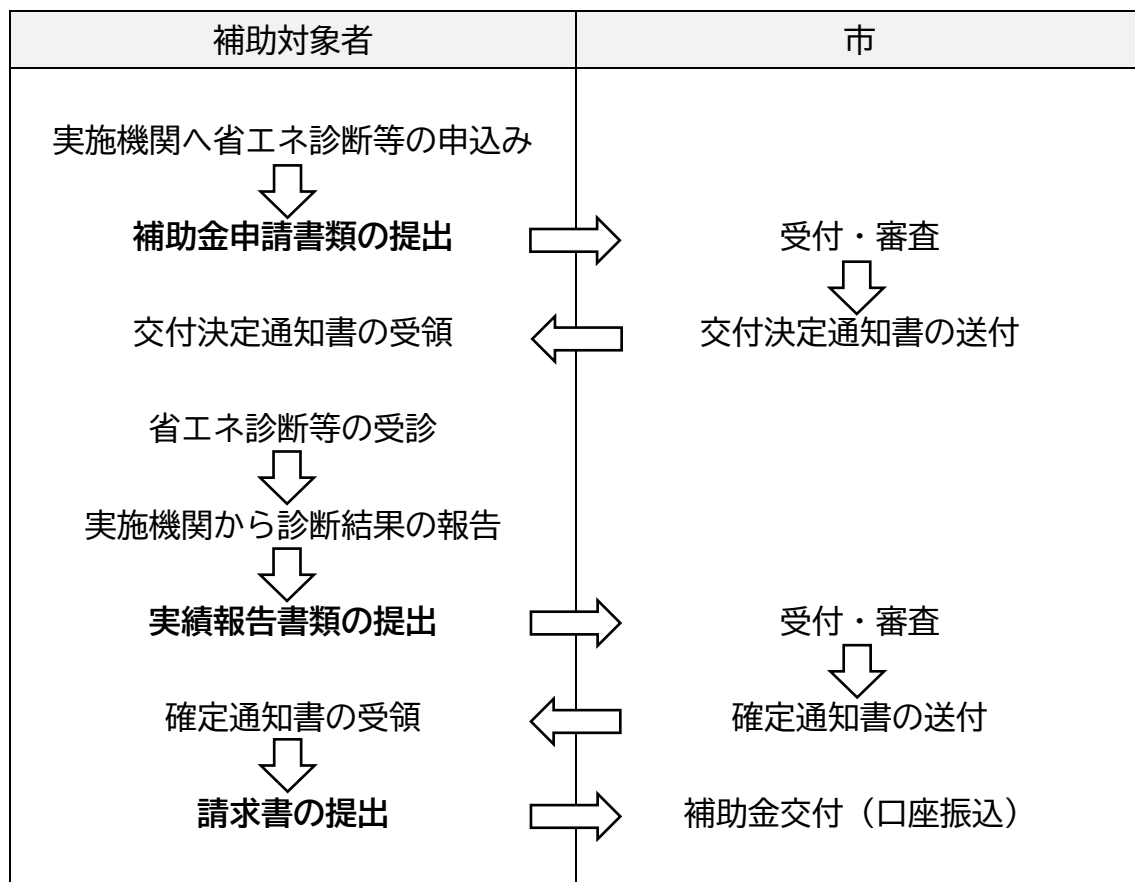 補助対象者 市
実施機関へ省エネ診断等の申込み
補助金申請書類の提出 受付・審査
交付決定通知書の受領 交付決定通知書の送付
省エネ診断等の受診
実施機関から診断結果の報告
実績報告書類の提出 受付・審査
確定通知書の受領 確定通知書の送付
請求書の提出 補助金交付（口座振込）